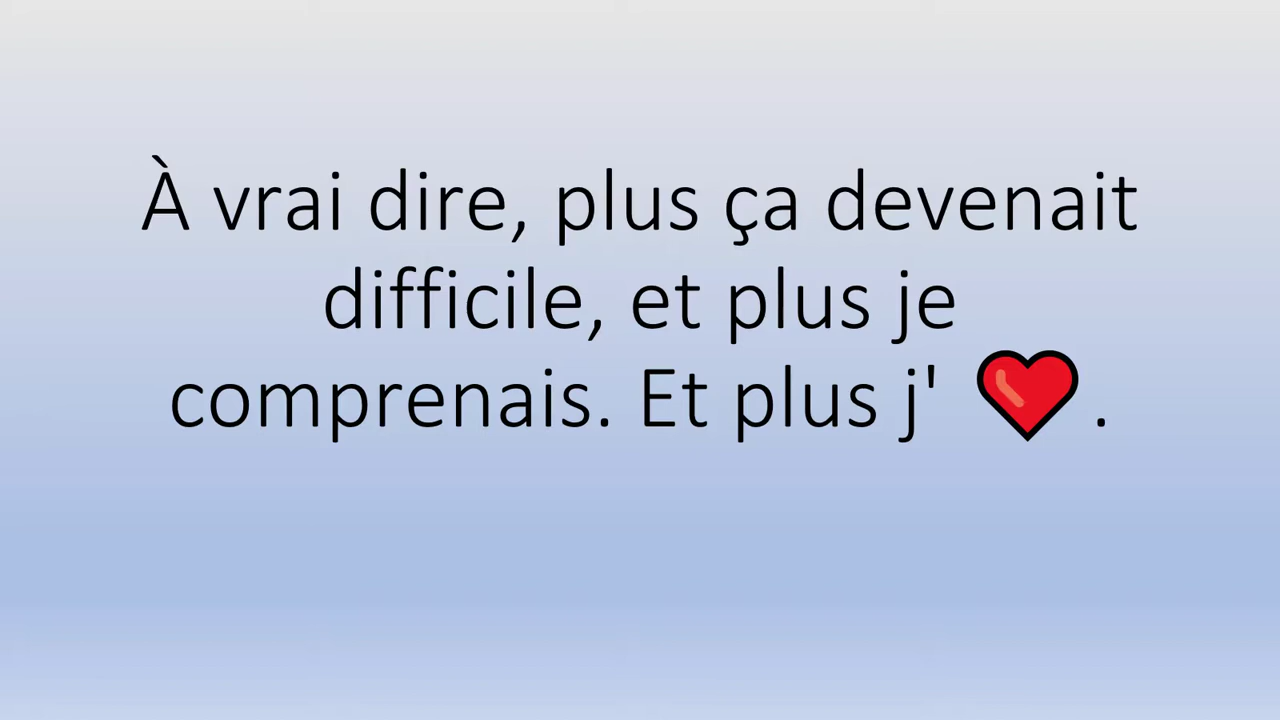 À vrai dire, plus ça devenait
difficile, et plus je
comprenais. Et plus j' ❤ .